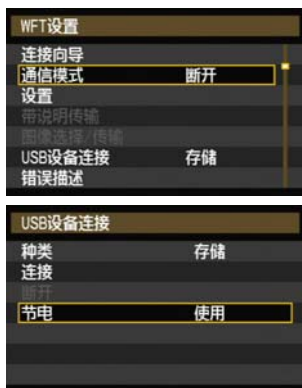 WFT设置
连接向导
通信模式 断开
设置
带说明传输
图像选择/传输
USB设备连接 存储
错误描述
USB设备连接
种类 存储
连接
断开
节电 使用